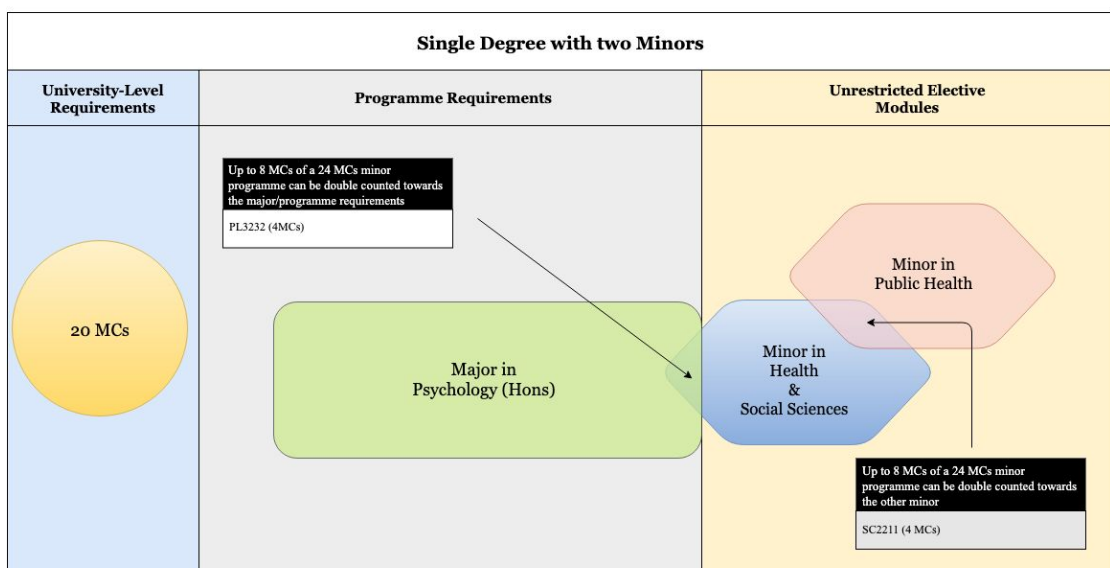 Single Degree with two Minors
University-Level
Requirements
Programme Requirements
Unrestricted Elective
Modules
Up to 8 MCs of a 24 MCs minor
programme can be double counted towards
the major/programme requirements
PL3232 (4MCs)
20 MCs
Major in
Psychology (Hons)
Minor in
Public Health
Minor in
Health
&
Social Sciences
Up to 8 MCs of a 24 MCs minor
programme can be double counted towards
the other minor
SC2211 (4 MCs)